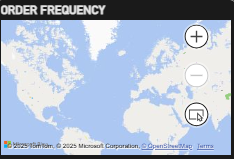 ORDER FREQUENCY
© 2025 TomTom, © 2025 Microsoft Corporation, © OpenStreetMap Terms